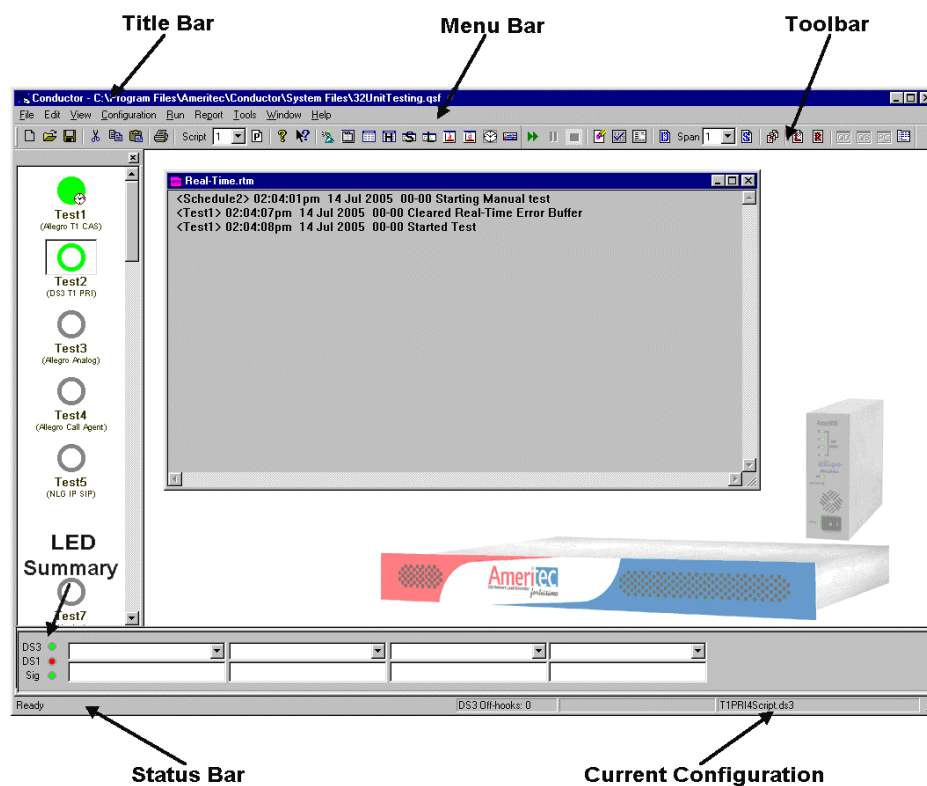 Title Bar
Menu Bar
Toolbar
Conductor - C:\Program Files\Ameritec\Conductor\System Files\32UnitTesting.qsf
File Edit View Configuration Run Report Tools Window Help
Script 1 P Span 1
Test1
(Allegro T1 CAS)
Test2
(DS3 T1 PRI)
Test3
(Allegro Analog)
Test4
(Allegro Call Agent)
Test5
(NLG IP SIP)
LED
Summary
Test7
Real-Time.rtm
<Schedule2> 02:04:01pm 14 Jul 2005 00-00 Starting Manual test
<Test1> 02:04:07pm 14 Jul 2005 00-00 Cleared Real-Time Error Buffer
<Test1> 02:04:08pm 14 Jul 2005 00-00 Started Test
Ameritec
Allegro
Ameritec
fortissimo
DS3
DS1
Sig
Ready
DS3 Off-hooks: 0
T1PRI4Script.ds3
Status Bar
Current Configuration